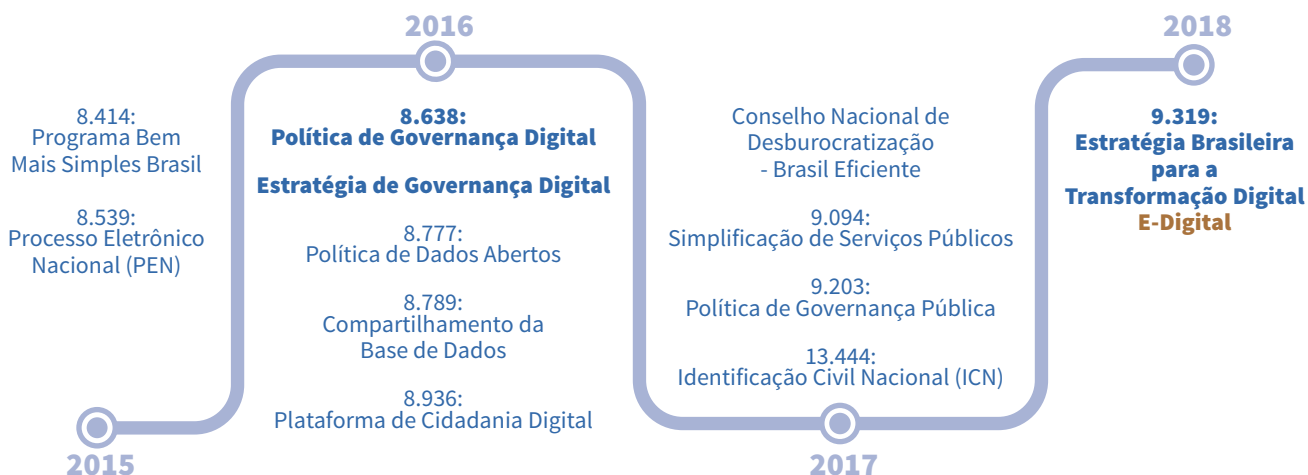 2015
8.414:
Programa Bem
Mais Simples Brasil
8.539:
Processo Eletrônico
Nacional (PEN)
2016
8.638:
Política de Governança Digital
Estratégia de Governança Digital
8.777:
Política de Dados Abertos
8.789:
Compartilhamento da
Base de Dados
8.936:
Plataforma de Cidadania Digital
2017
Conselho Nacional de
Desburocratização
- Brasil Eficiente
9.094:
Simplificação de Serviços Públicos
9.203:
Política de Governança Pública
13.444:
Identificação Civil Nacional (ICN)
2018
9.319:
Estratégia Brasileira
para a
Transformação Digital
E-Digital